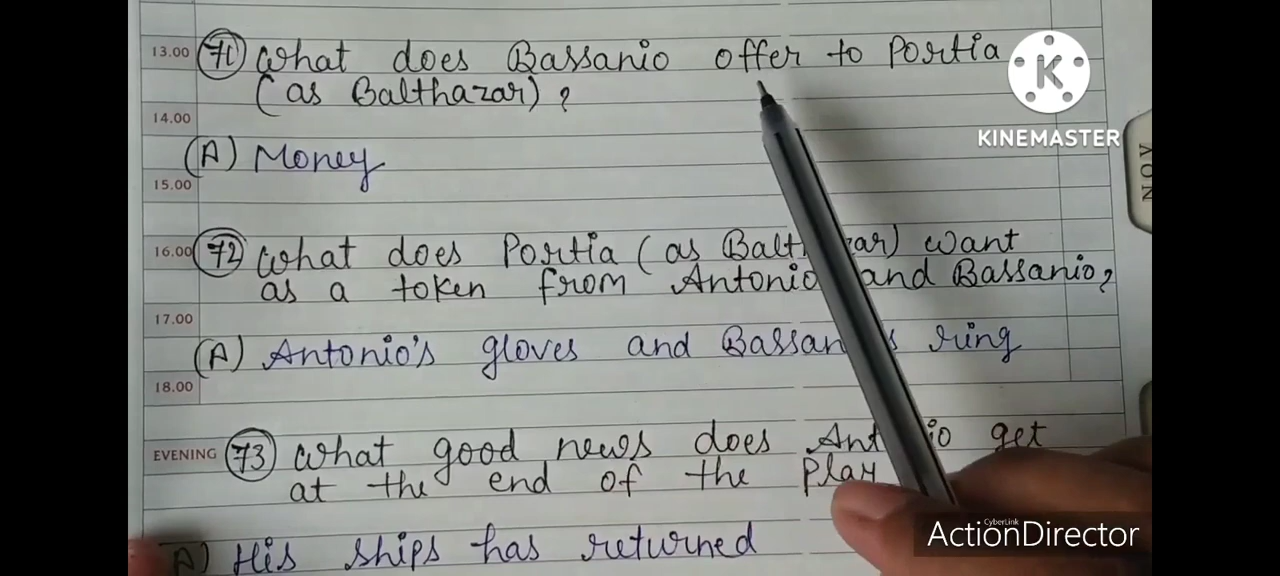 13.00 71 What does Bassanio offer to Portia
(as Balthazar)?
14.00
(A) Money
15.00
16.00 72 What does Portia (as want
as a token from Antonio and Bassanio?
17.00
(A) Antonio's gloves and ring
18.00
EVENING 73 What good news does get
at the end of the Play
A) His ships has returned
K
KINEMASTER
NOV
CyberLink
ActionDirector